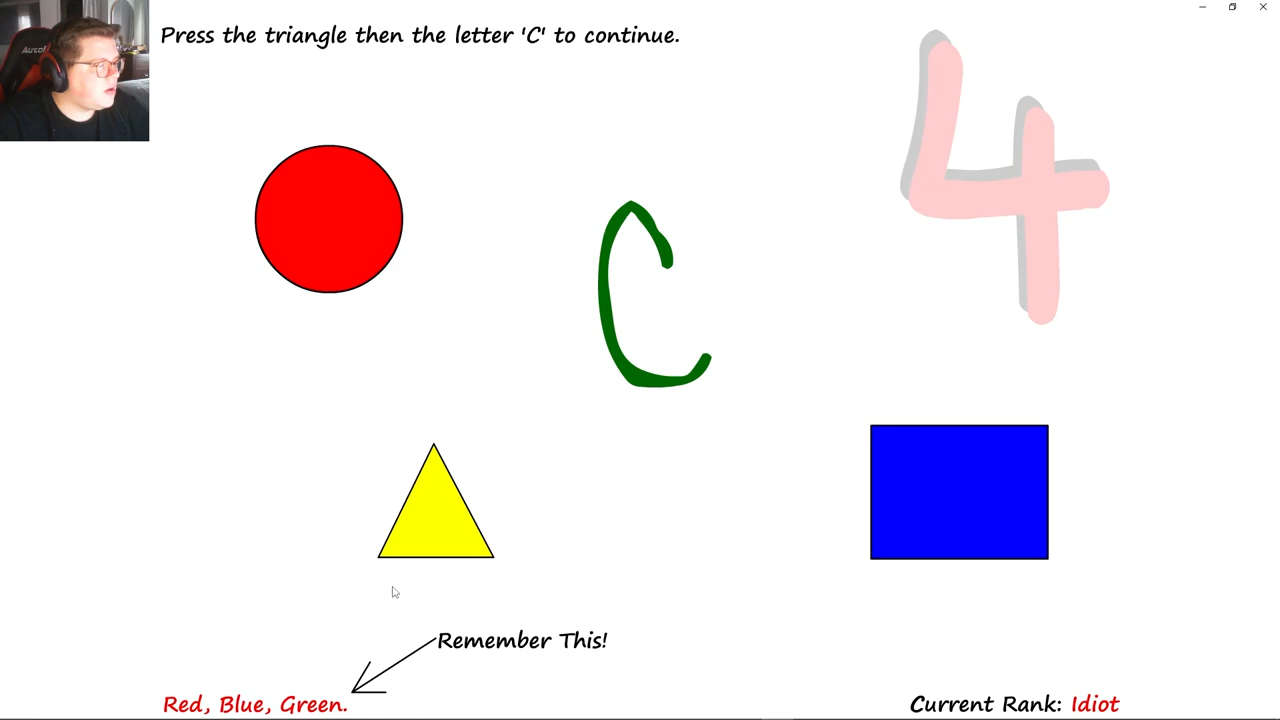 Press the triangle then the letter 'C' to continue.
4
C
Remember This!
Red, Blue, Green.
Current Rank: Idiot